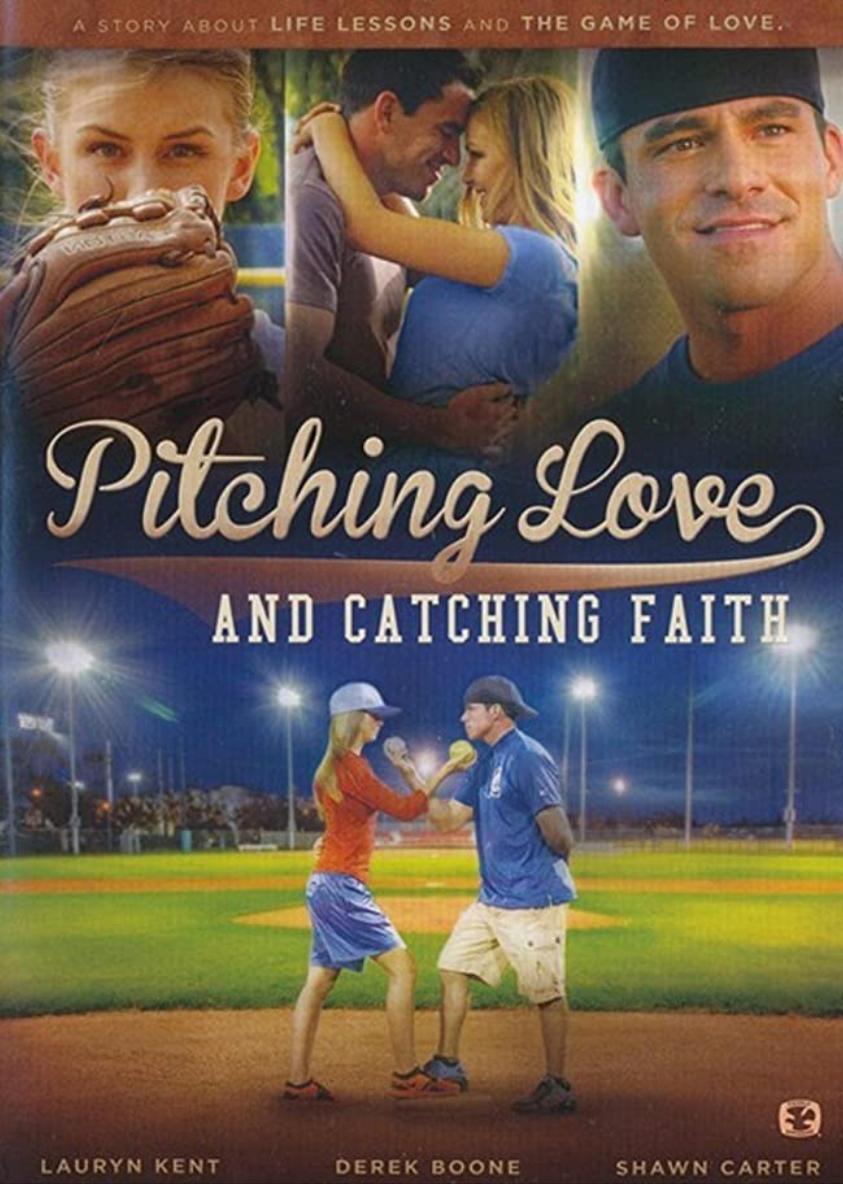 A STORY ABOUT LIFE LESSONS AND THE GAME OF LOVE.
Pitching Love
AND CATCHING FAITH
LAURYN KENT DEREK BOONE SHAWN CARTER